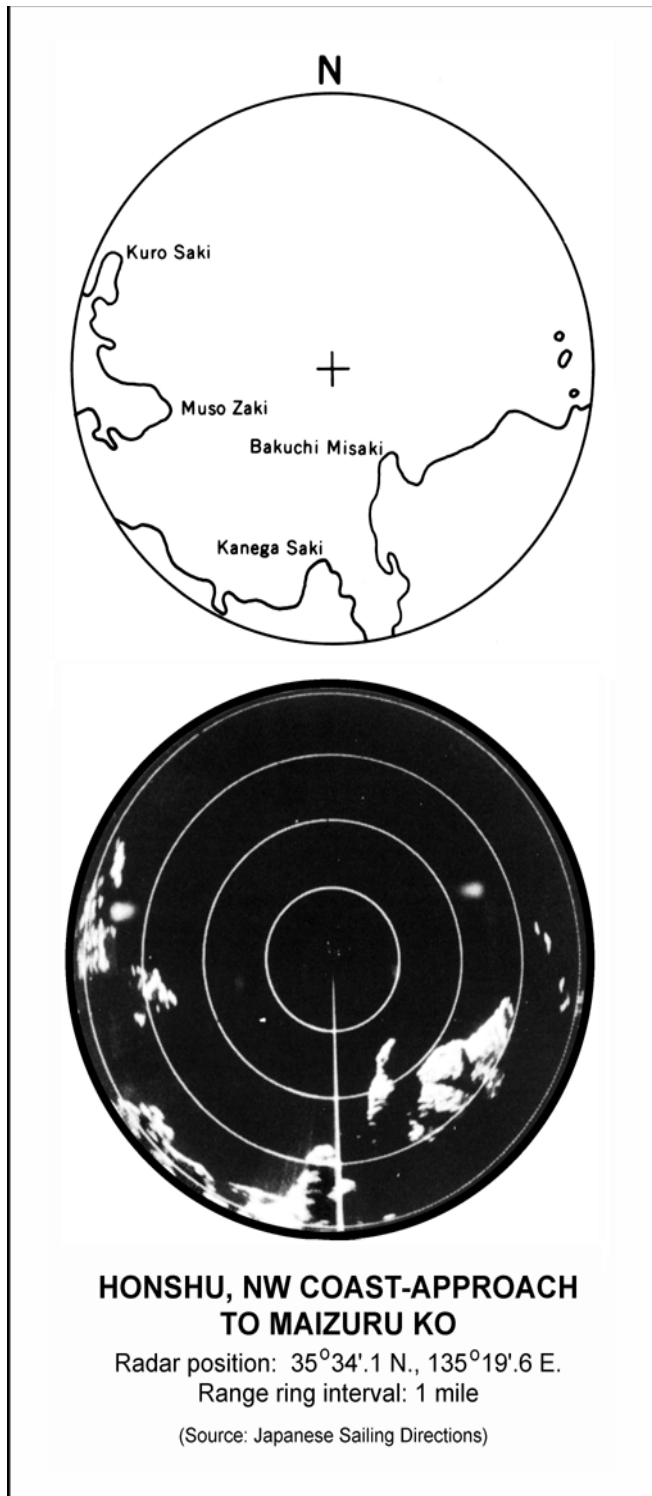 N
Kuro Saki
Muso Zaki
Bakuchi Misaki
Kanega Saki
HONSHU, NW COAST-APPROACH
TO MAIZURU KO
Radar position: 35°34'.1 N., 135°19'.6 E.
Range ring interval: 1 mile
(Source: Japanese Sailing Directions)